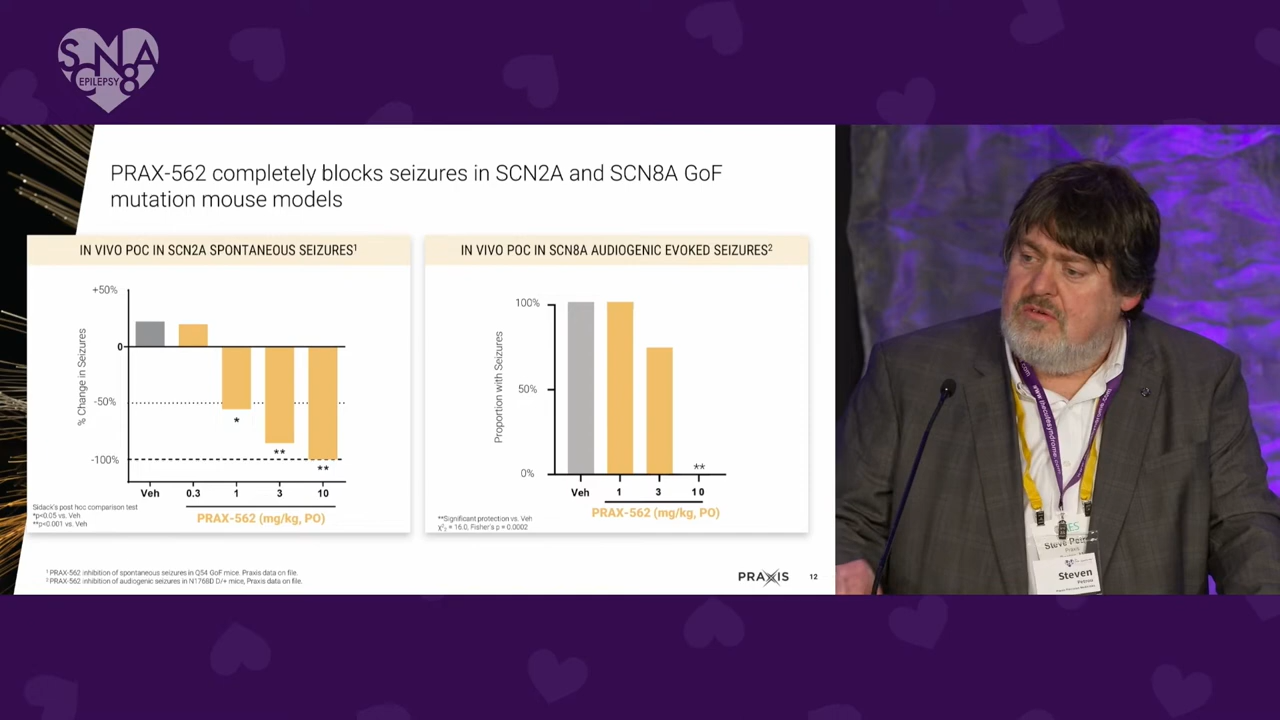 SCNA
SCN8A
EPILEPSY
PRAX-562 completely blocks seizures in SCN2A and SCN8A GoF
mutation mouse models
IN VIVO POC IN SCN2A SPONTANEOUS SEIZURES¹
+50%
0
-50%
-100%
% Change in Seizures
*
**
**
Veh 0.3 1 3 10
PRAX-562 (mg/kg, PO)
Sidack's post hoc comparison test
*p<0.05 vs. Veh
**p<0.001 vs. Veh
IN VIVO POC IN SCN8A AUDIOGENIC EVOKED SEIZURES²
100%
50%
0%
Proportion with Seizures
**
Veh 1 3 10
PRAX-562 (mg/kg, PO)
**Significant protection vs. Veh
¹ PRAX-562 inhibition of spontaneous seizures in Q54 GoF mice. Praxis data on file.
² PRAX-562 inhibition of audiogenic seizures in N1768D D/+ mice, Praxis data on file.
PRAXIS
12
Steven